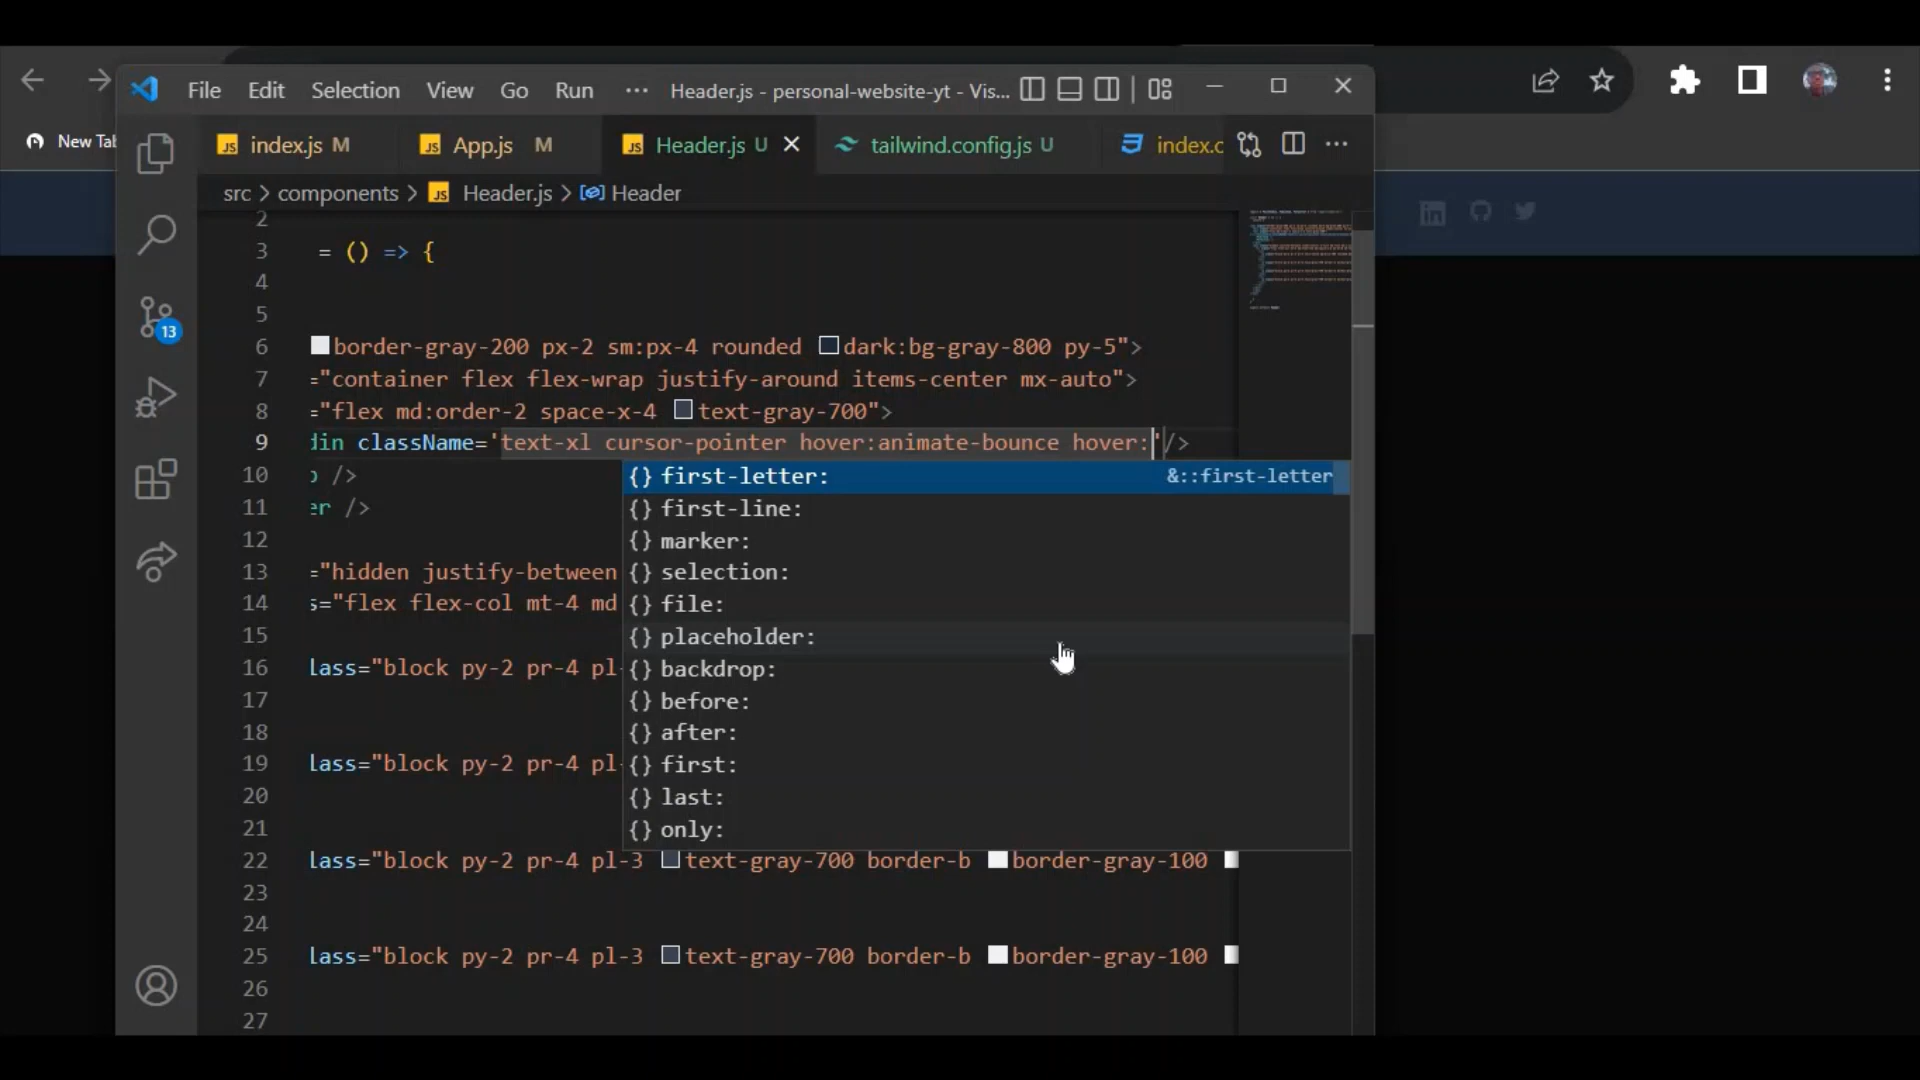 New Tab
File Edit Selection View Go Run ... Header.js - personal-website-yt - Vis...
index.js M App.js M Header.js U tailwind.config.js U index.c ...
src > components > Header.js > Header
2
3 = () => {
4
5
6 border-gray-200 px-2 sm:px-4 rounded dark:bg-gray-800 py-5">
7 ="container flex flex-wrap justify-around items-center mx-auto">
8 ="flex md:order-2 space-x-4 text-gray-700">
9 din className='text-xl cursor-pointer hover:animate-bounce hover:'/>
10 />
11 er />
12
13 ="hidden justify-between
14 s="flex flex-col mt-4 md
15
16 lass="block py-2 pr-4 pl-
17
18
19 lass="block py-2 pr-4 pl-
20
21
22 lass="block py-2 pr-4 pl-3 text-gray-700 border-b border-gray-100
23
24
25 lass="block py-2 pr-4 pl-3 text-gray-700 border-b border-gray-100
26
27
{} first-letter: &::first-letter
{} first-line:
{} marker:
{} selection:
{} file:
{} placeholder:
{} backdrop:
{} before:
{} after:
{} first:
{} last:
{} only:
13
in